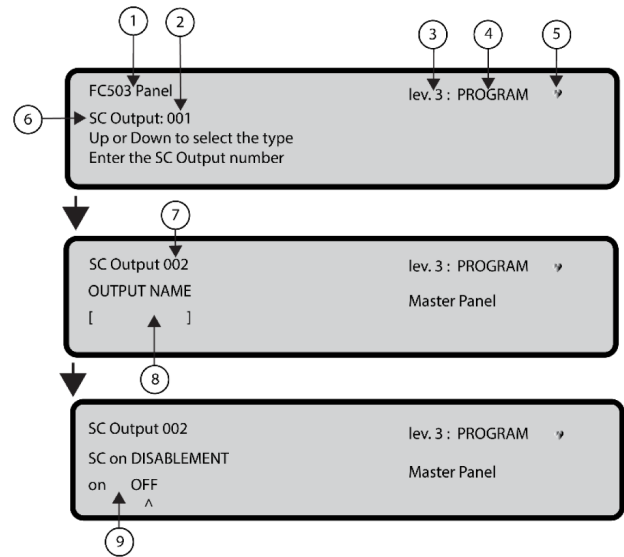 1 2 3 4 5
FC503 Panel lev. 3 : PROGRAM
6 SC Output: 001
Up or Down to select the type
Enter the SC Output number
7
SC Output 002 lev. 3 : PROGRAM
OUTPUT NAME Master Panel
[ ]
8
SC Output 002 lev. 3 : PROGRAM
SC on DISABLEMENT Master Panel
on OFF
^
9